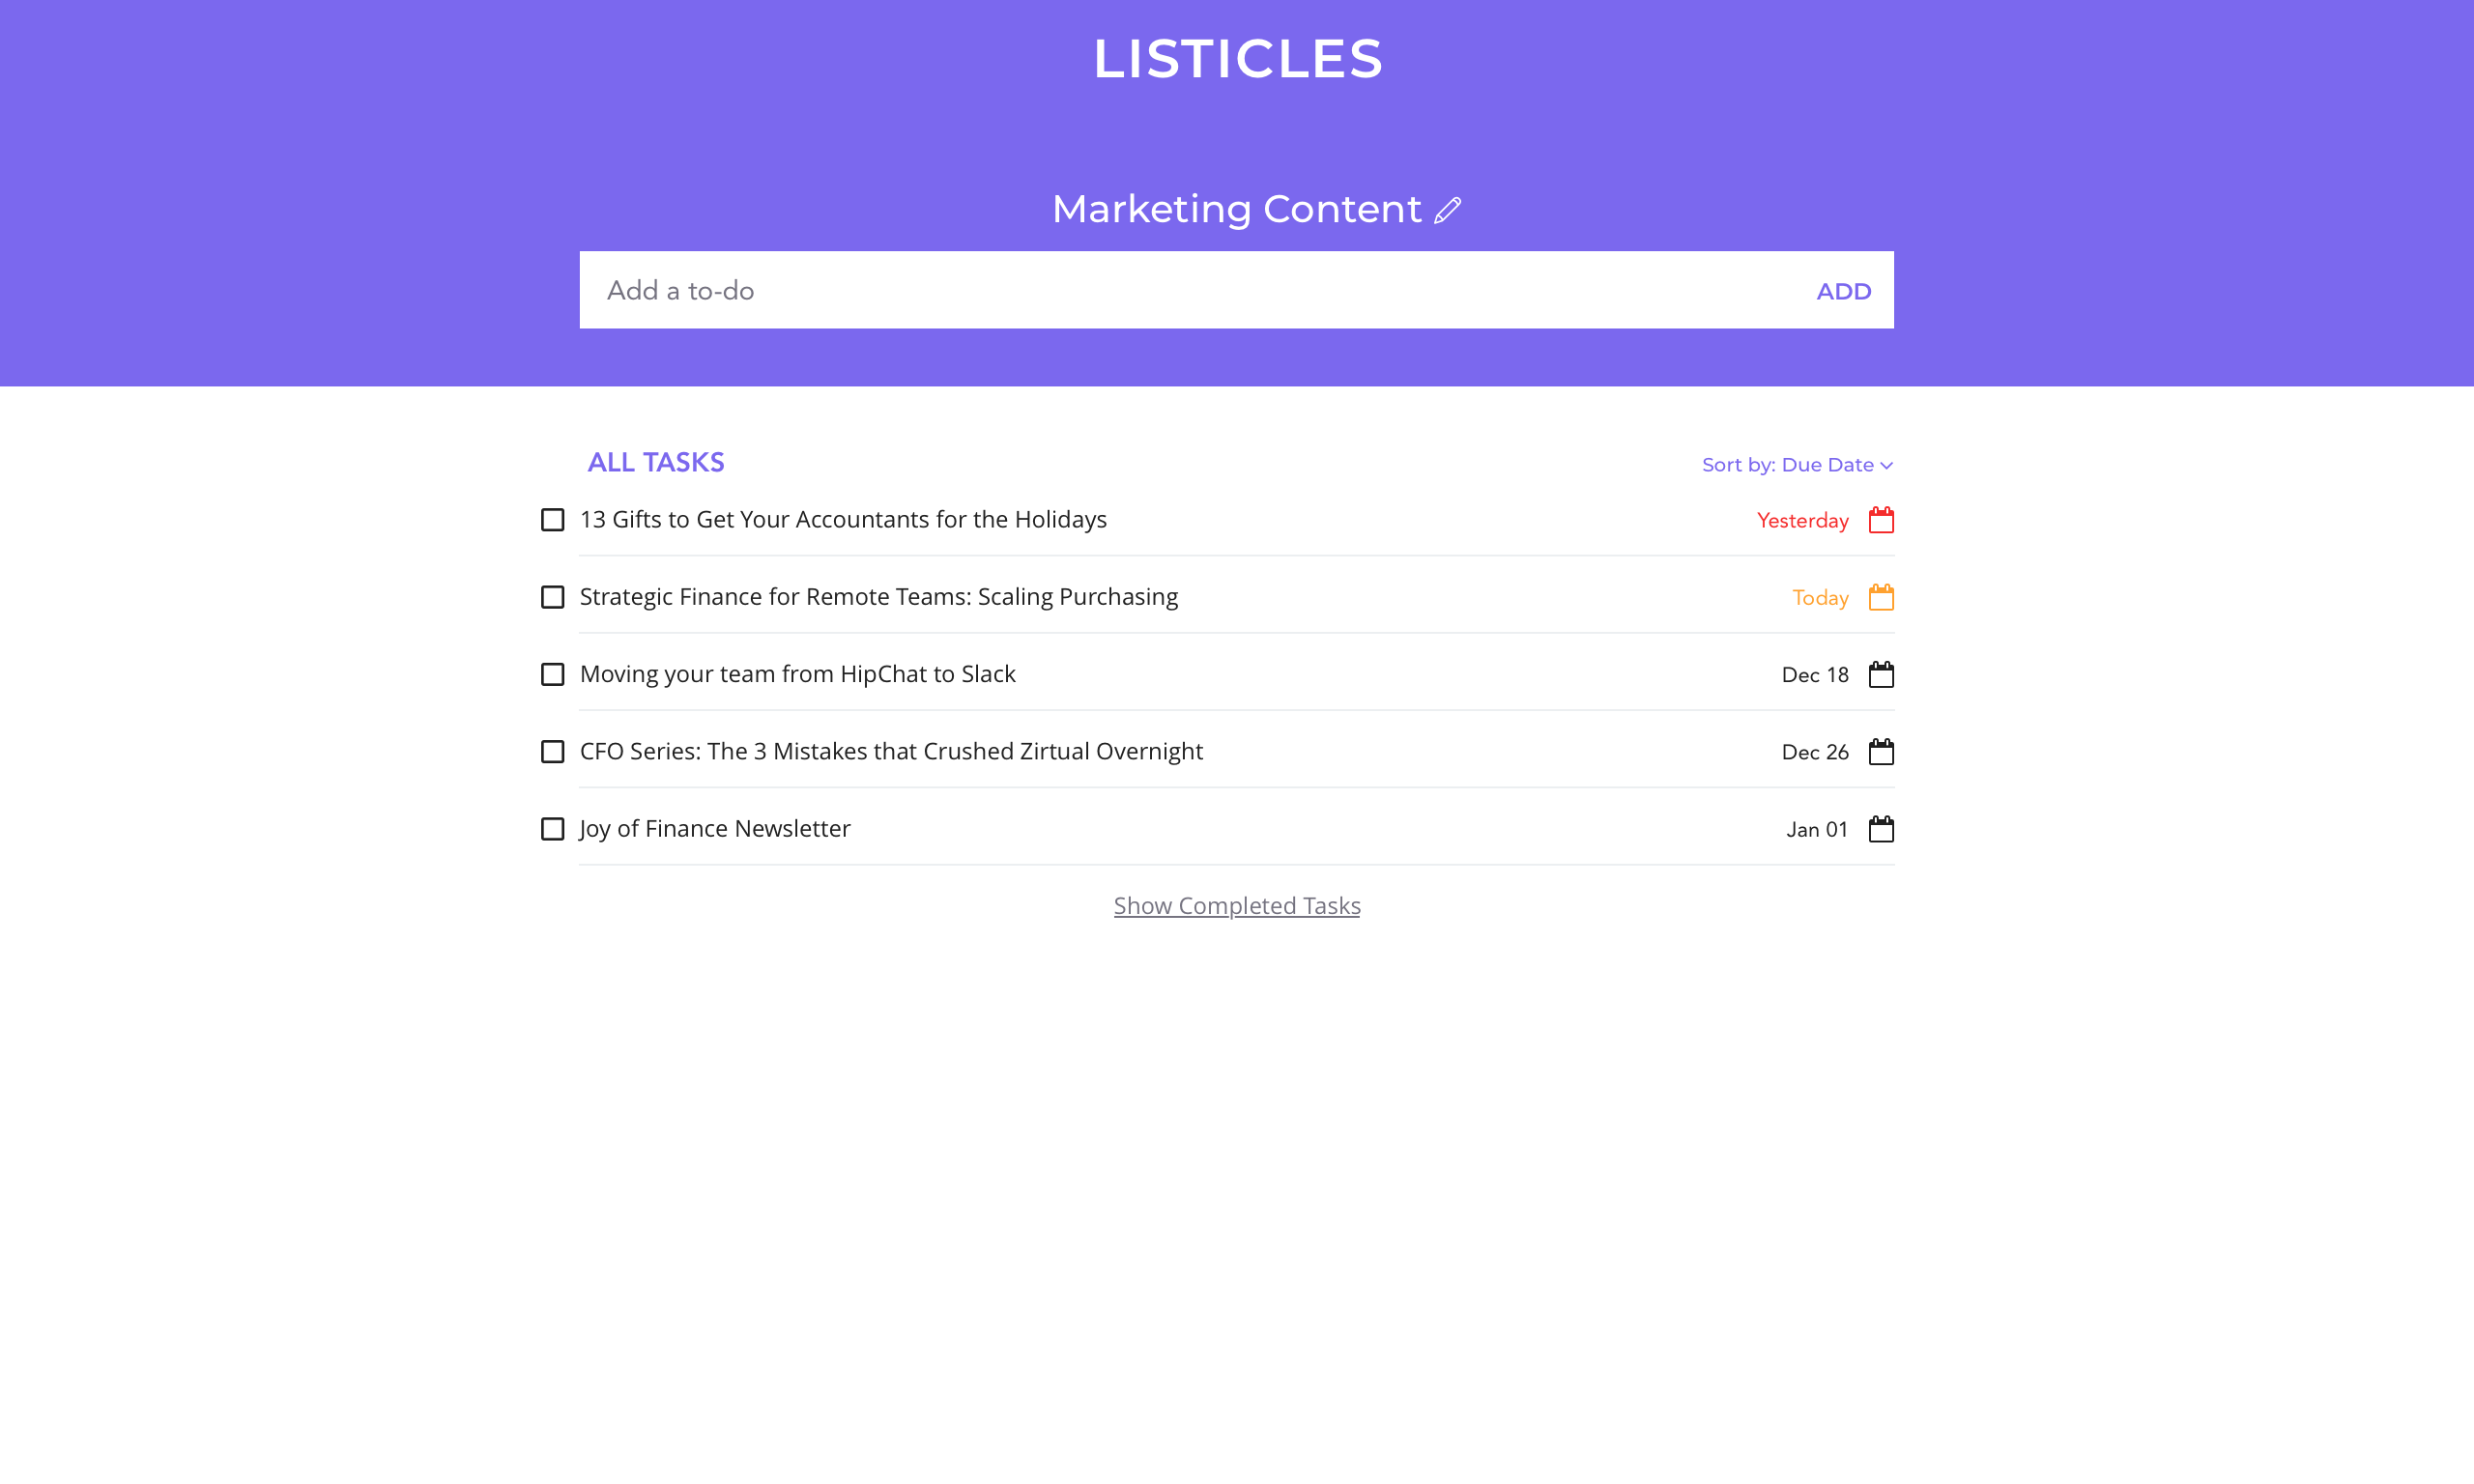 LISTICLES
Marketing Content
Add a to-do ADD
ALL TASKS Sort by: Due Date
13 Gifts to Get Your Accountants for the Holidays Yesterday
Strategic Finance for Remote Teams: Scaling Purchasing Today
Moving your team from HipChat to Slack Dec 18
CFO Series: The 3 Mistakes that Crushed Zirtual Overnight Dec 26
Joy of Finance Newsletter Jan 01
Show Completed Tasks